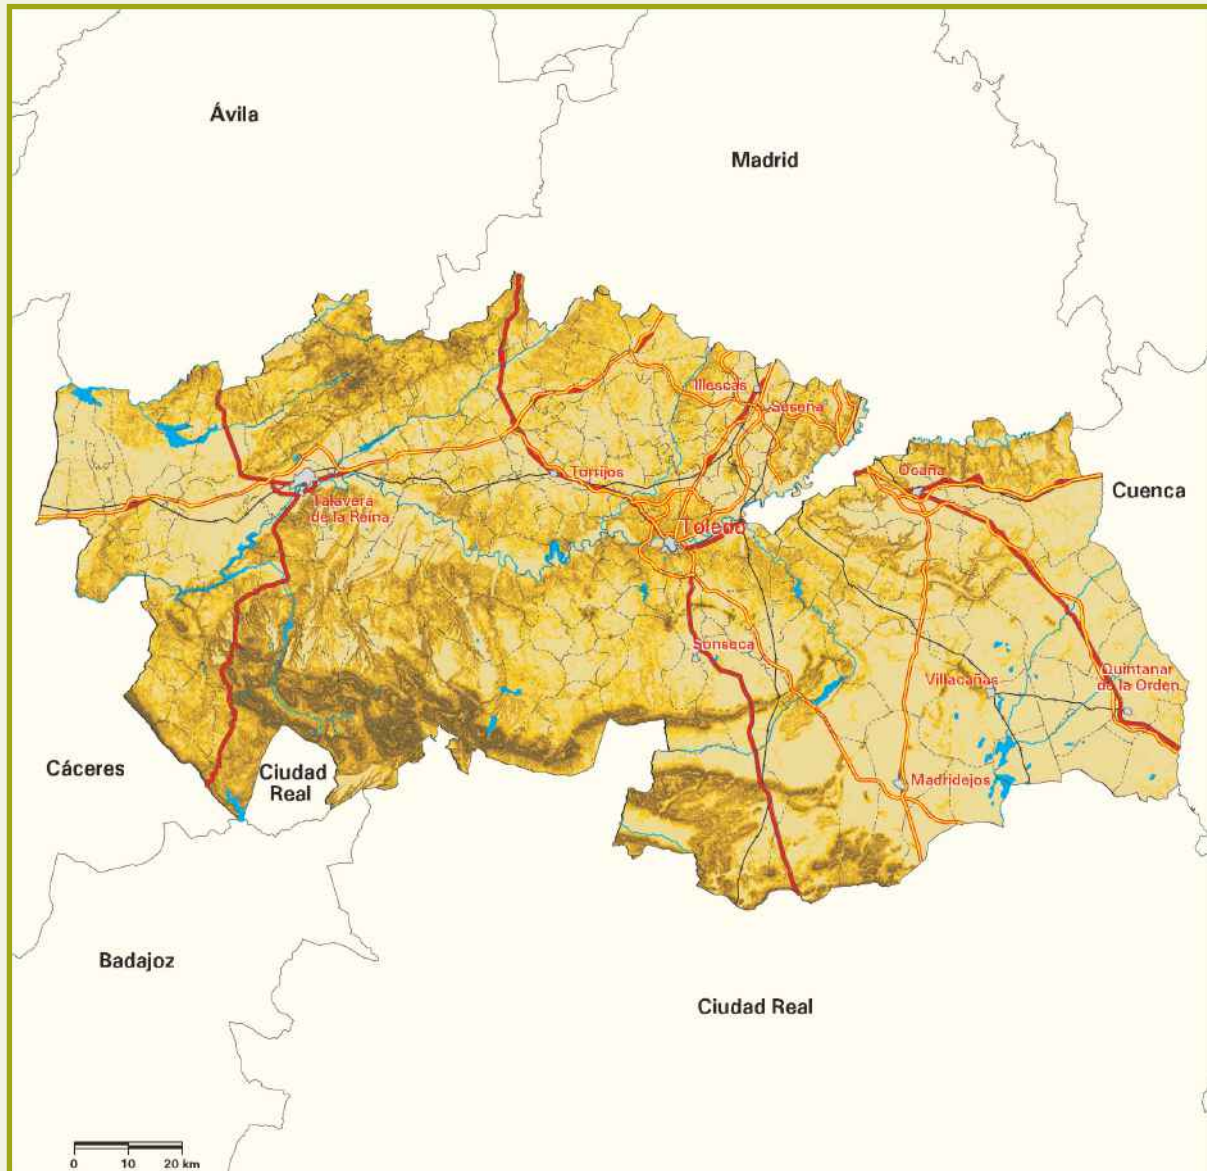 Ávila
Madrid
Illescas
Seseña
Ocaña
Cuenca
Torrijos
Talavera
de la Reina
Toledo
Sonseca
Villacañas
Quintanar
de la Orden
Cáceres
Ciudad
Real
Madridejos
Badajoz
Ciudad Real
0 10 20 km